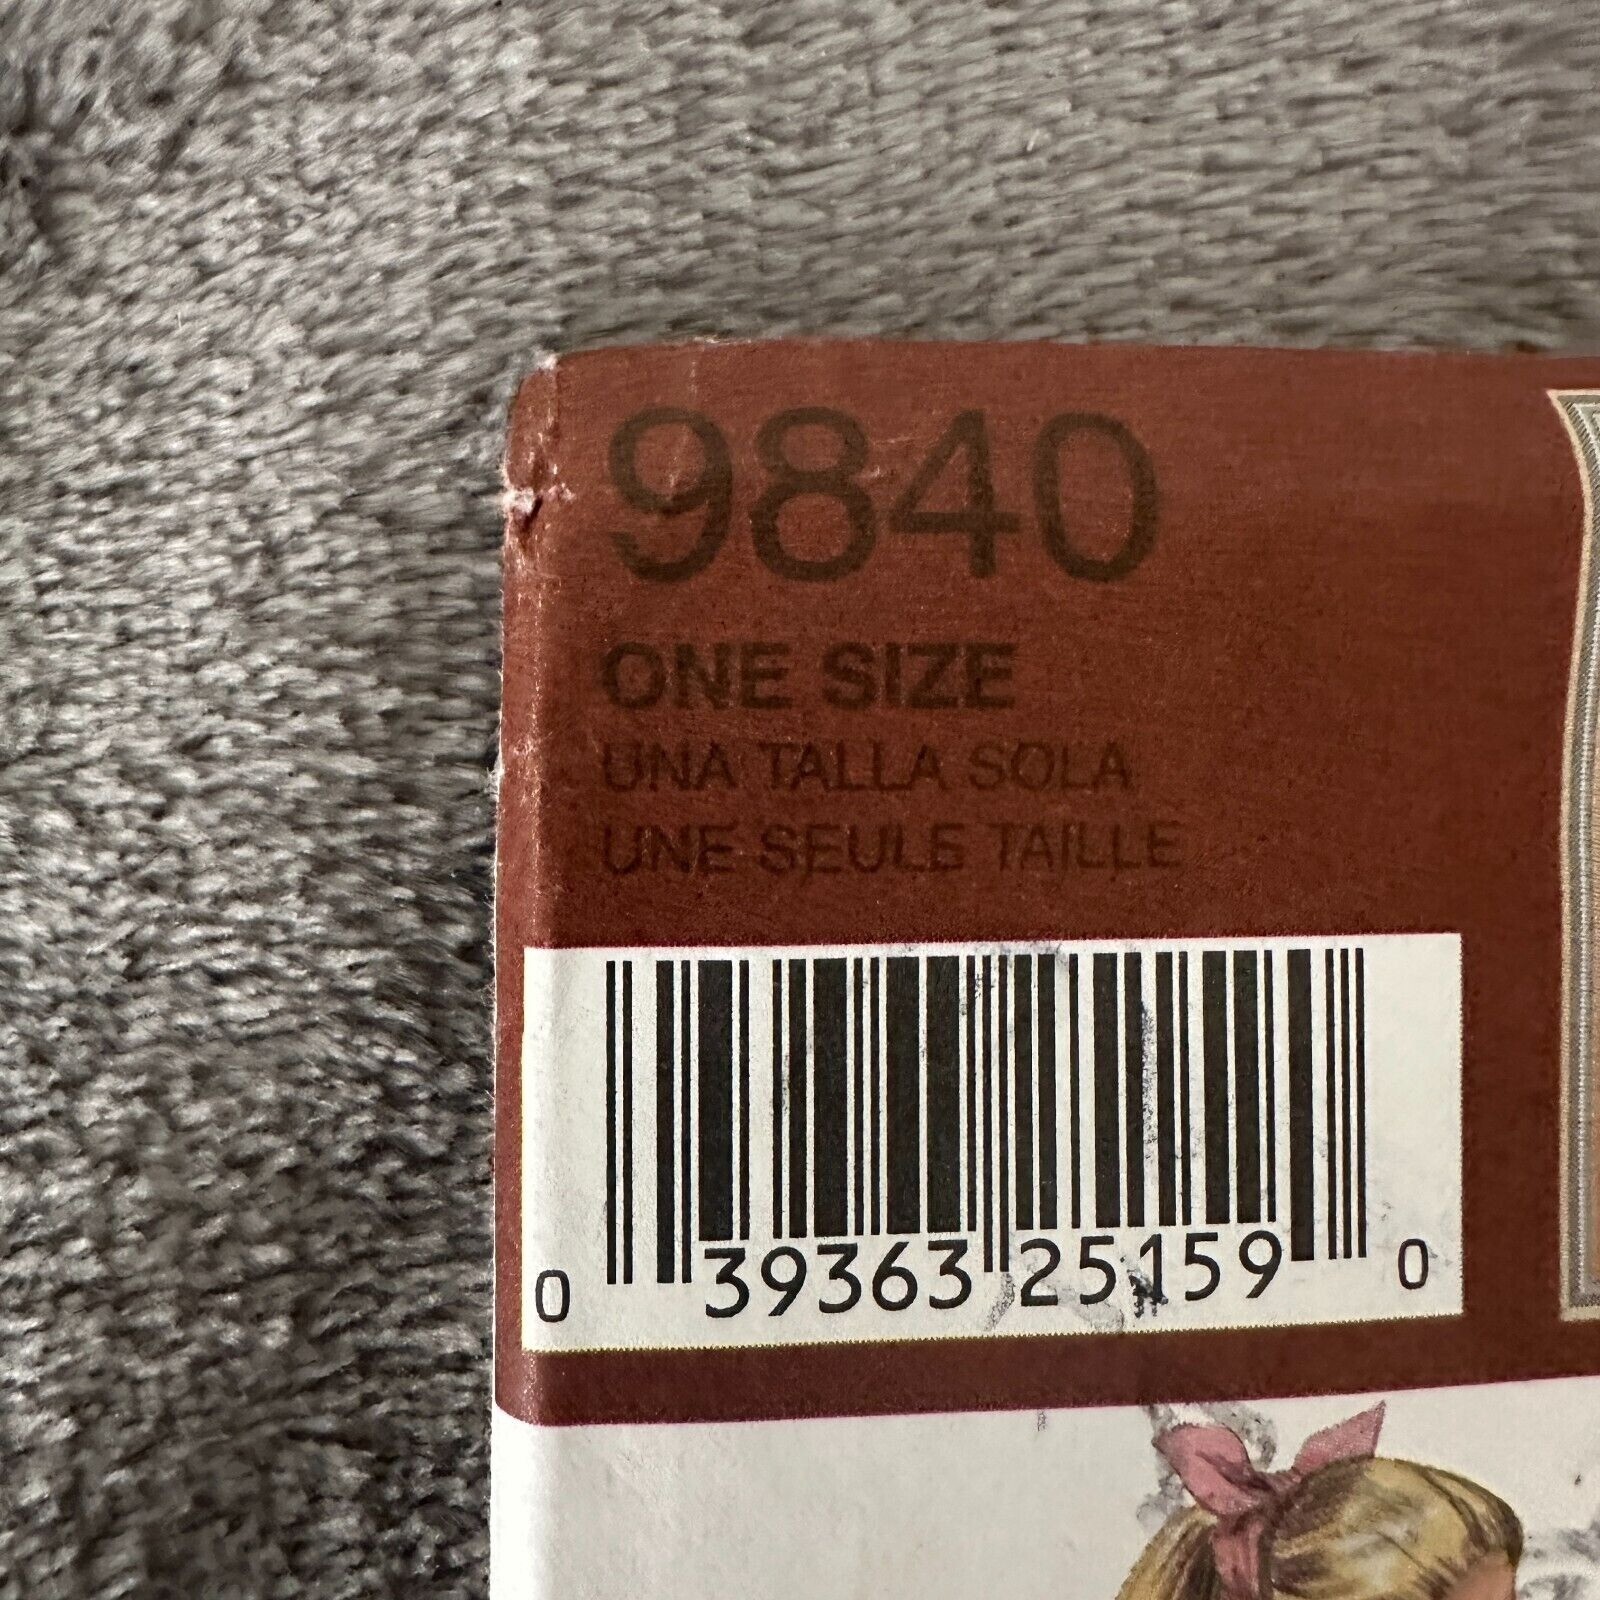 9840
ONE SIZE
UNA TALLA SOLA
UNE SEULE TAILLE
0 39363 25159 0